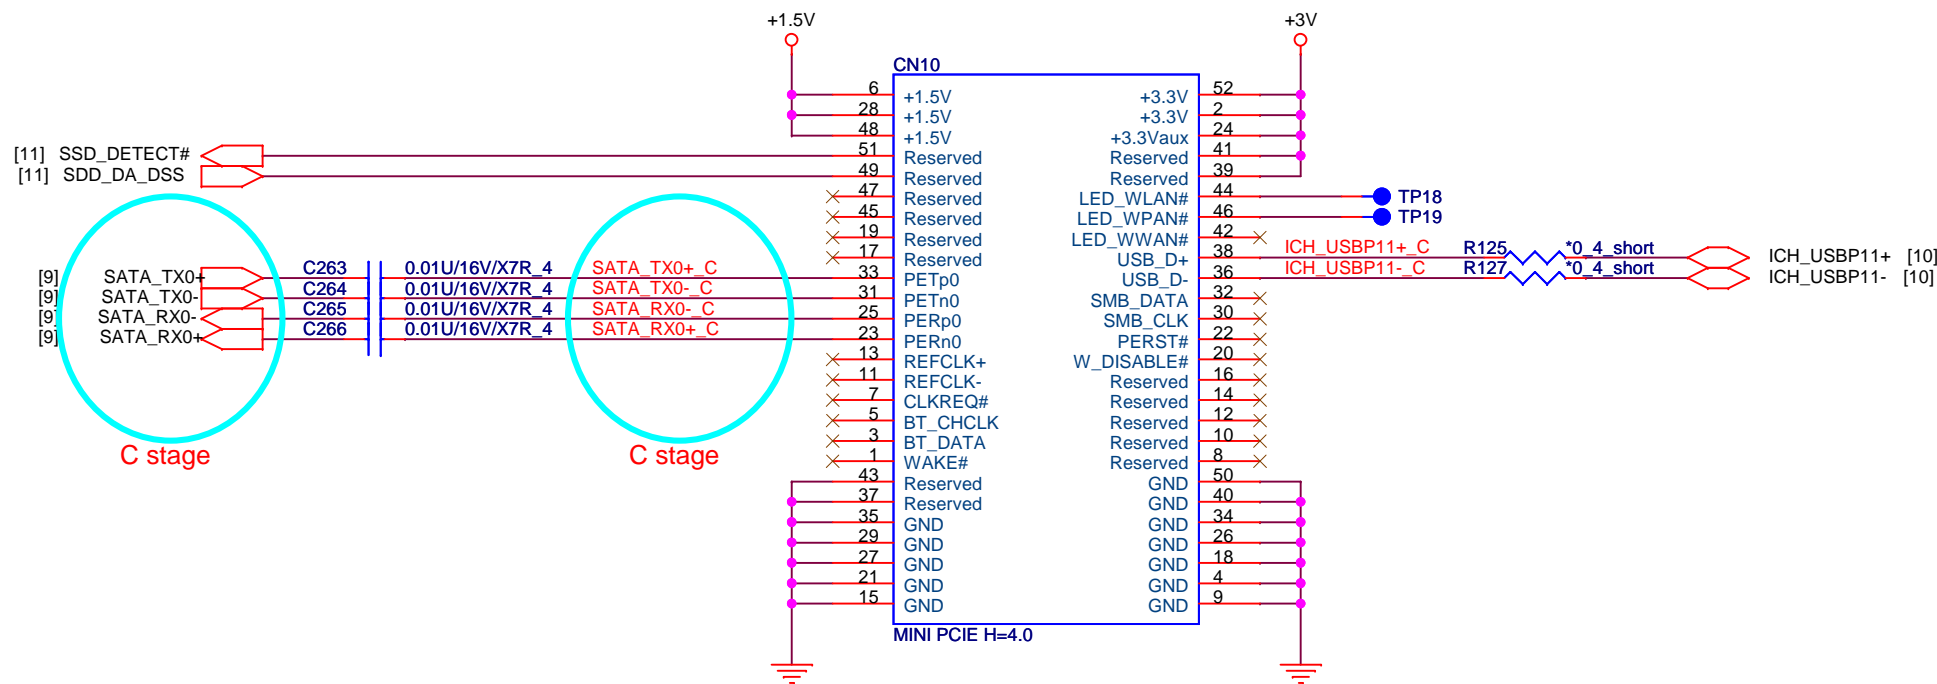 +1.5V
+3V
CN10
6 +1.5V +3.3V 52
28 +1.5V +3.3V 2
48 +1.5V +3.3Vaux 24
[11] SSD_DETECT# 51 Reserved Reserved 41
[11] SDD_DA_DSS 49 Reserved Reserved 39
47 Reserved LED_WLAN# 44 TP18
45 Reserved LED_WPAN# 46 TP19
19 Reserved LED_WWAN# 42
17 Reserved USB_D+ 38 ICH_USBP11+_C R125 *0_4_short ICH_USBP11+ [10]
[9] SATA_TX0+ C263 0.01U/16V/X7R_4 SATA_TX0+_C 33 PETp0 USB_D- 36 ICH_USBP11-_C R127 *0_4_short ICH_USBP11- [10]
[9] SATA_TX0- C264 0.01U/16V/X7R_4 SATA_TX0-_C 31 PETn0 SMB_DATA 32
[9] SATA_RX0- C265 0.01U/16V/X7R_4 SATA_RX0-_C 25 PERp0 SMB_CLK 30
[9] SATA_RX0+ C266 0.01U/16V/X7R_4 SATA_RX0+_C 23 PERn0 PERST# 22
13 REFCLK+ W_DISABLE# 20
11 REFCLK- Reserved 16
7 CLKREQ# Reserved 14
5 BT_CHCLK Reserved 12
3 BT_DATA Reserved 10
C stage C stage 1 WAKE# Reserved 8
43 Reserved GND 50
37 Reserved GND 40
35 GND GND 34
29 GND GND 26
27 GND GND 18
21 GND GND 4
15 GND GND 9
MINI PCIE H=4.0